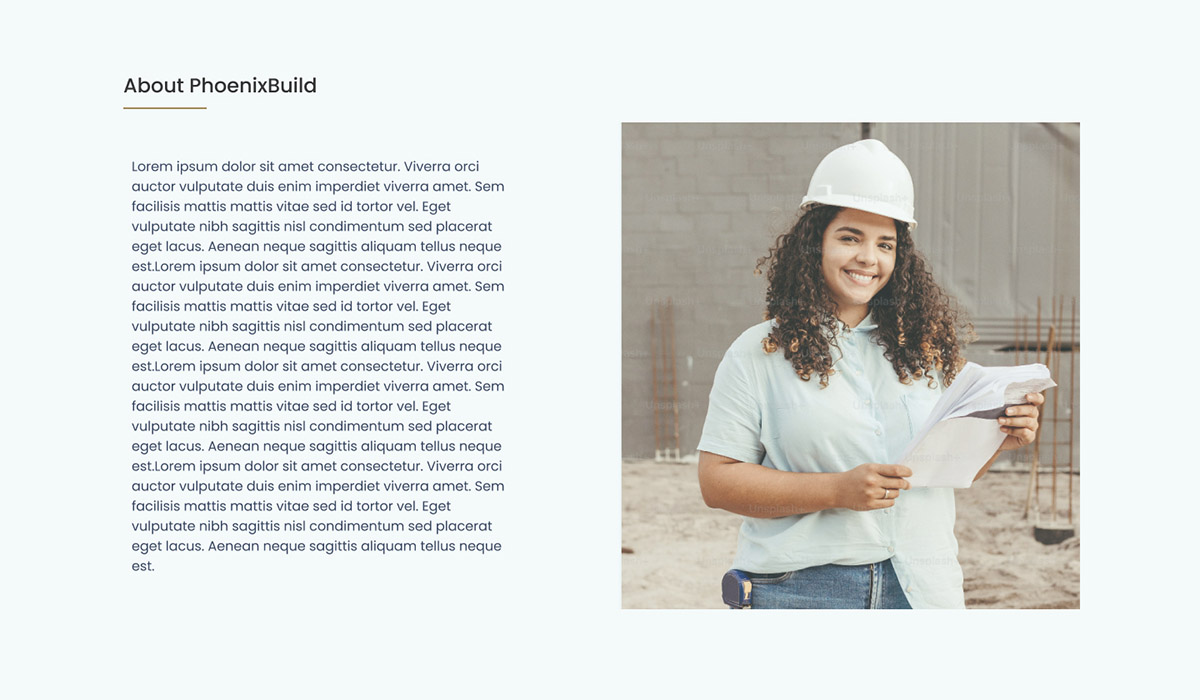 About PhoenixBuild
Lorem ipsum dolor sit amet consectetur. Viverra orci
auctor vulputate duis enim imperdiet viverra amet. Sem
facilisis mattis mattis vitae sed id tortor vel. Eget
vulputate nibh sagittis nisl condimentum sed placerat
eget lacus. Aenean neque sagittis aliquam tellus neque
est.Lorem ipsum dolor sit amet consectetur. Viverra orci
auctor vulputate duis enim imperdiet viverra amet. Sem
facilisis mattis mattis vitae sed id tortor vel. Eget
vulputate nibh sagittis nisl condimentum sed placerat
eget lacus. Aenean neque sagittis aliquam tellus neque
est.Lorem ipsum dolor sit amet consectetur. Viverra orci
auctor vulputate duis enim imperdiet viverra amet. Sem
facilisis mattis mattis vitae sed id tortor vel. Eget
vulputate nibh sagittis nisl condimentum sed placerat
eget lacus. Aenean neque sagittis aliquam tellus neque
est.Lorem ipsum dolor sit amet consectetur. Viverra orci
auctor vulputate duis enim imperdiet viverra amet. Sem
facilisis mattis mattis vitae sed id tortor vel. Eget
vulputate nibh sagittis nisl condimentum sed placerat
eget lacus. Aenean neque sagittis aliquam tellus neque
est.